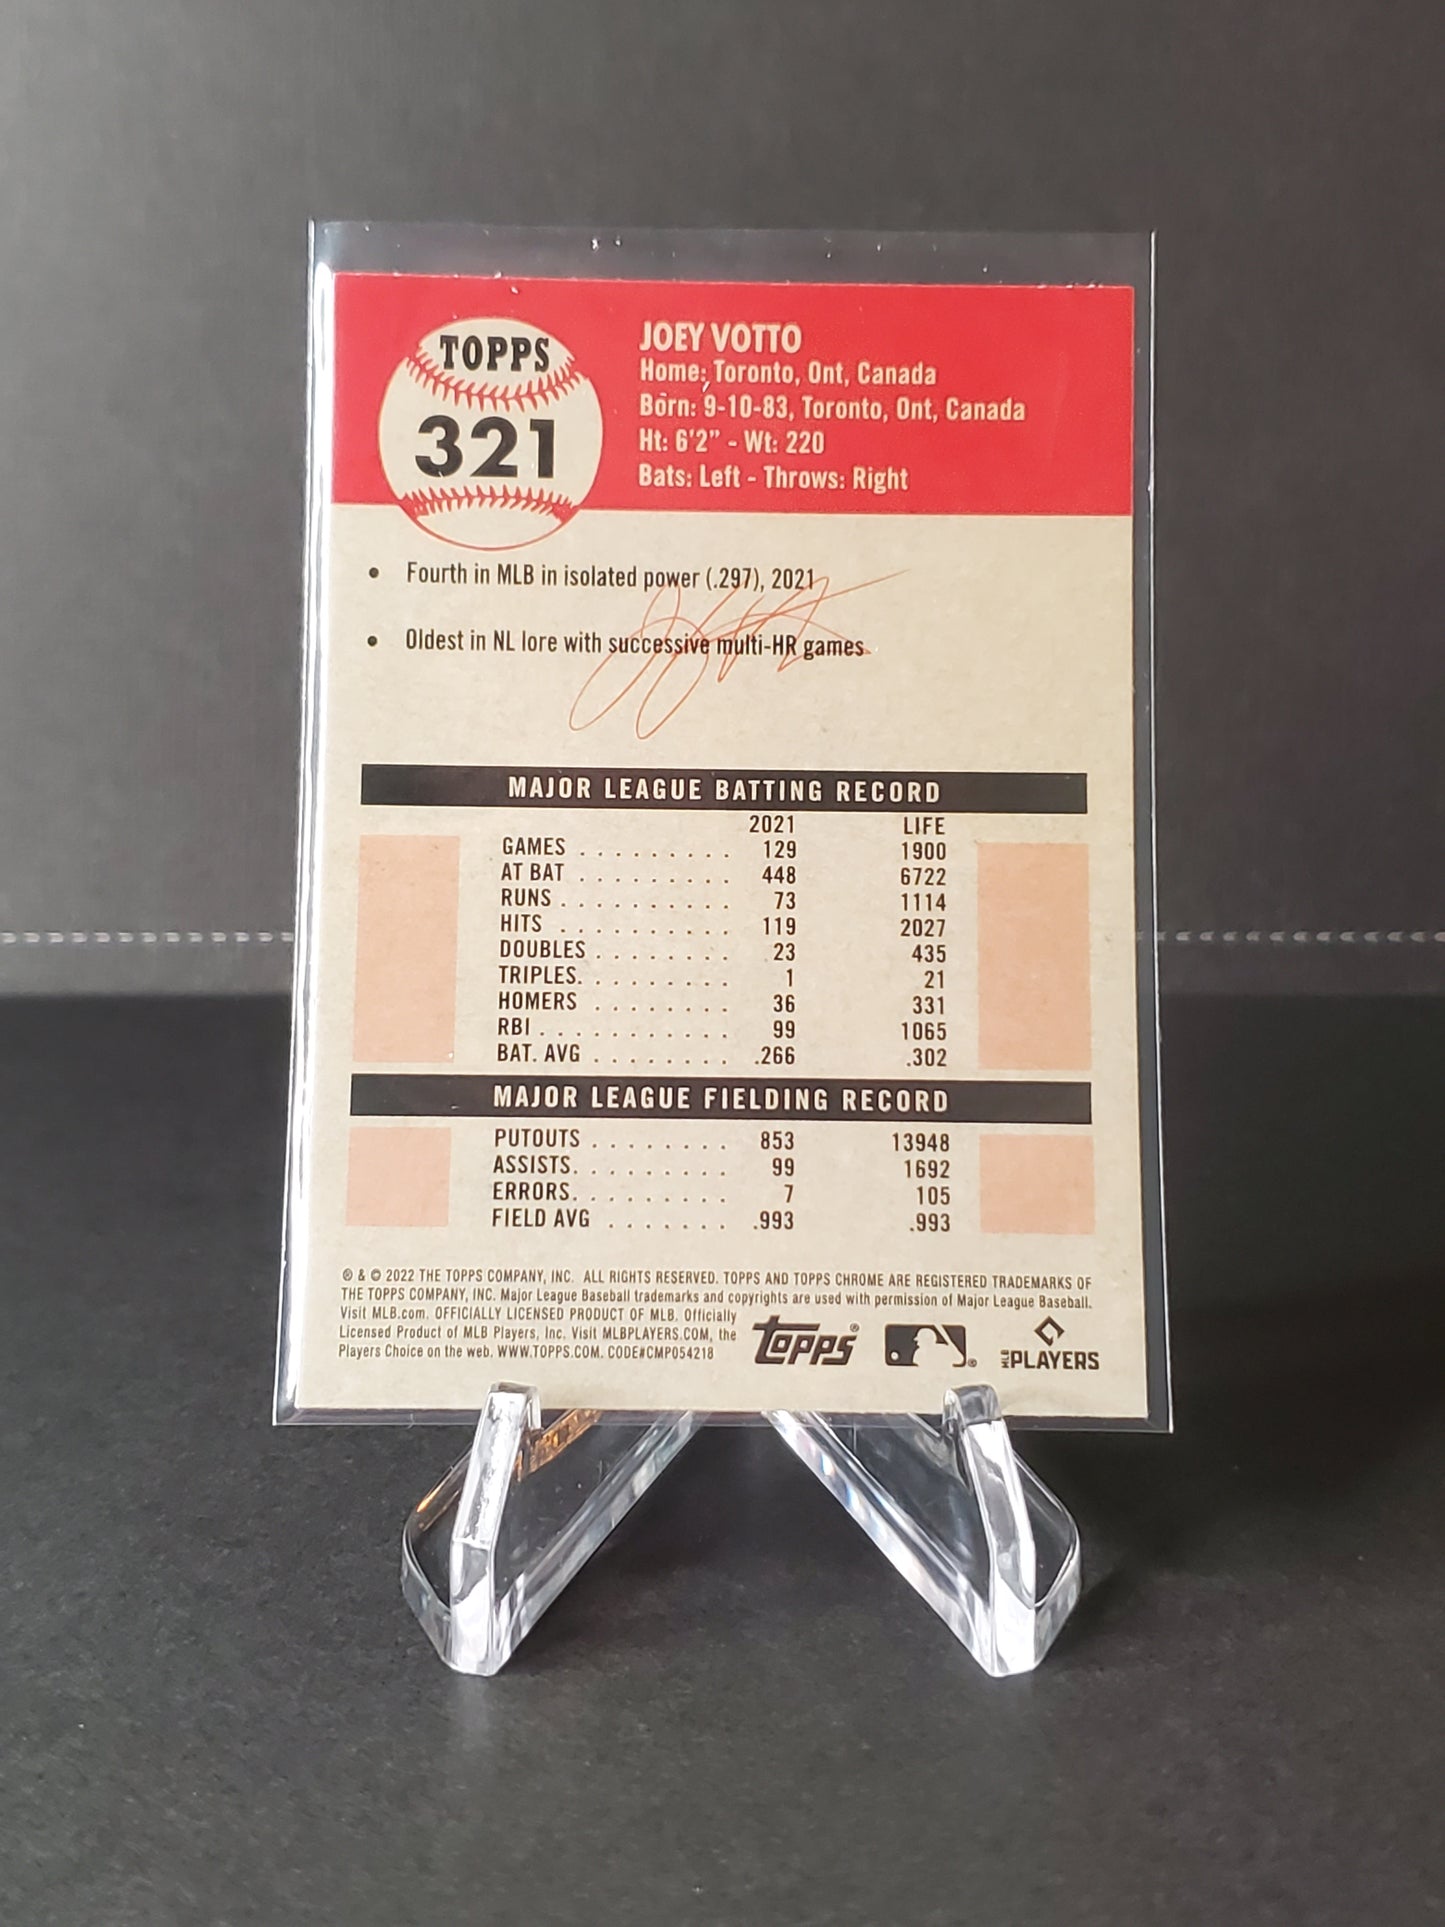 TOPPS
321
JOEY VOTTO
Home: Toronto, Ont, Canada
Born: 9-10-83, Toronto, Ont, Canada
Ht: 6'2" - Wt: 220
Bats: Left - Throws: Right
• Fourth in MLB in isolated power (.297), 2021
• Oldest in NL lore with successive multi-HR games
MAJOR LEAGUE BATTING RECORD
2021 LIFE
GAMES . . . . . . . . . 129 1900
AT BAT . . . . . . . . . 448 6722
RUNS . . . . . . . . . . 73 1114
HITS . . . . . . . . . . 119 2027
DOUBLES . . . . . . . . 23 435
TRIPLES. . . . . . . . . 1 21
HOMERS . . . . . . . . 36 331
RBI . . . . . . . . . . . 99 1065
BAT. AVG . . . . . . . . .266 .302
MAJOR LEAGUE FIELDING RECORD
PUTOUTS . . . . . . . . 853 13948
ASSISTS. . . . . . . . . 99 1692
ERRORS. . . . . . . . . 7 105
FIELD AVG . . . . . . . .993 .993
® & © 2022 THE TOPPS COMPANY, INC. ALL RIGHTS RESERVED. TOPPS AND TOPPS CHROME ARE REGISTERED TRADEMARKS OF
THE TOPPS COMPANY, INC. Major League Baseball trademarks and copyrights are used with permission of Major League Baseball.
Visit MLB.com. OFFICIALLY LICENSED PRODUCT OF MLB. Officially
Licensed Product of MLB Players, Inc. Visit MLBPLAYERS.COM, the
Players Choice on the web. WWW.TOPPS.COM. CODE#CMP054218
Topps®
®
MLB PLAYERS